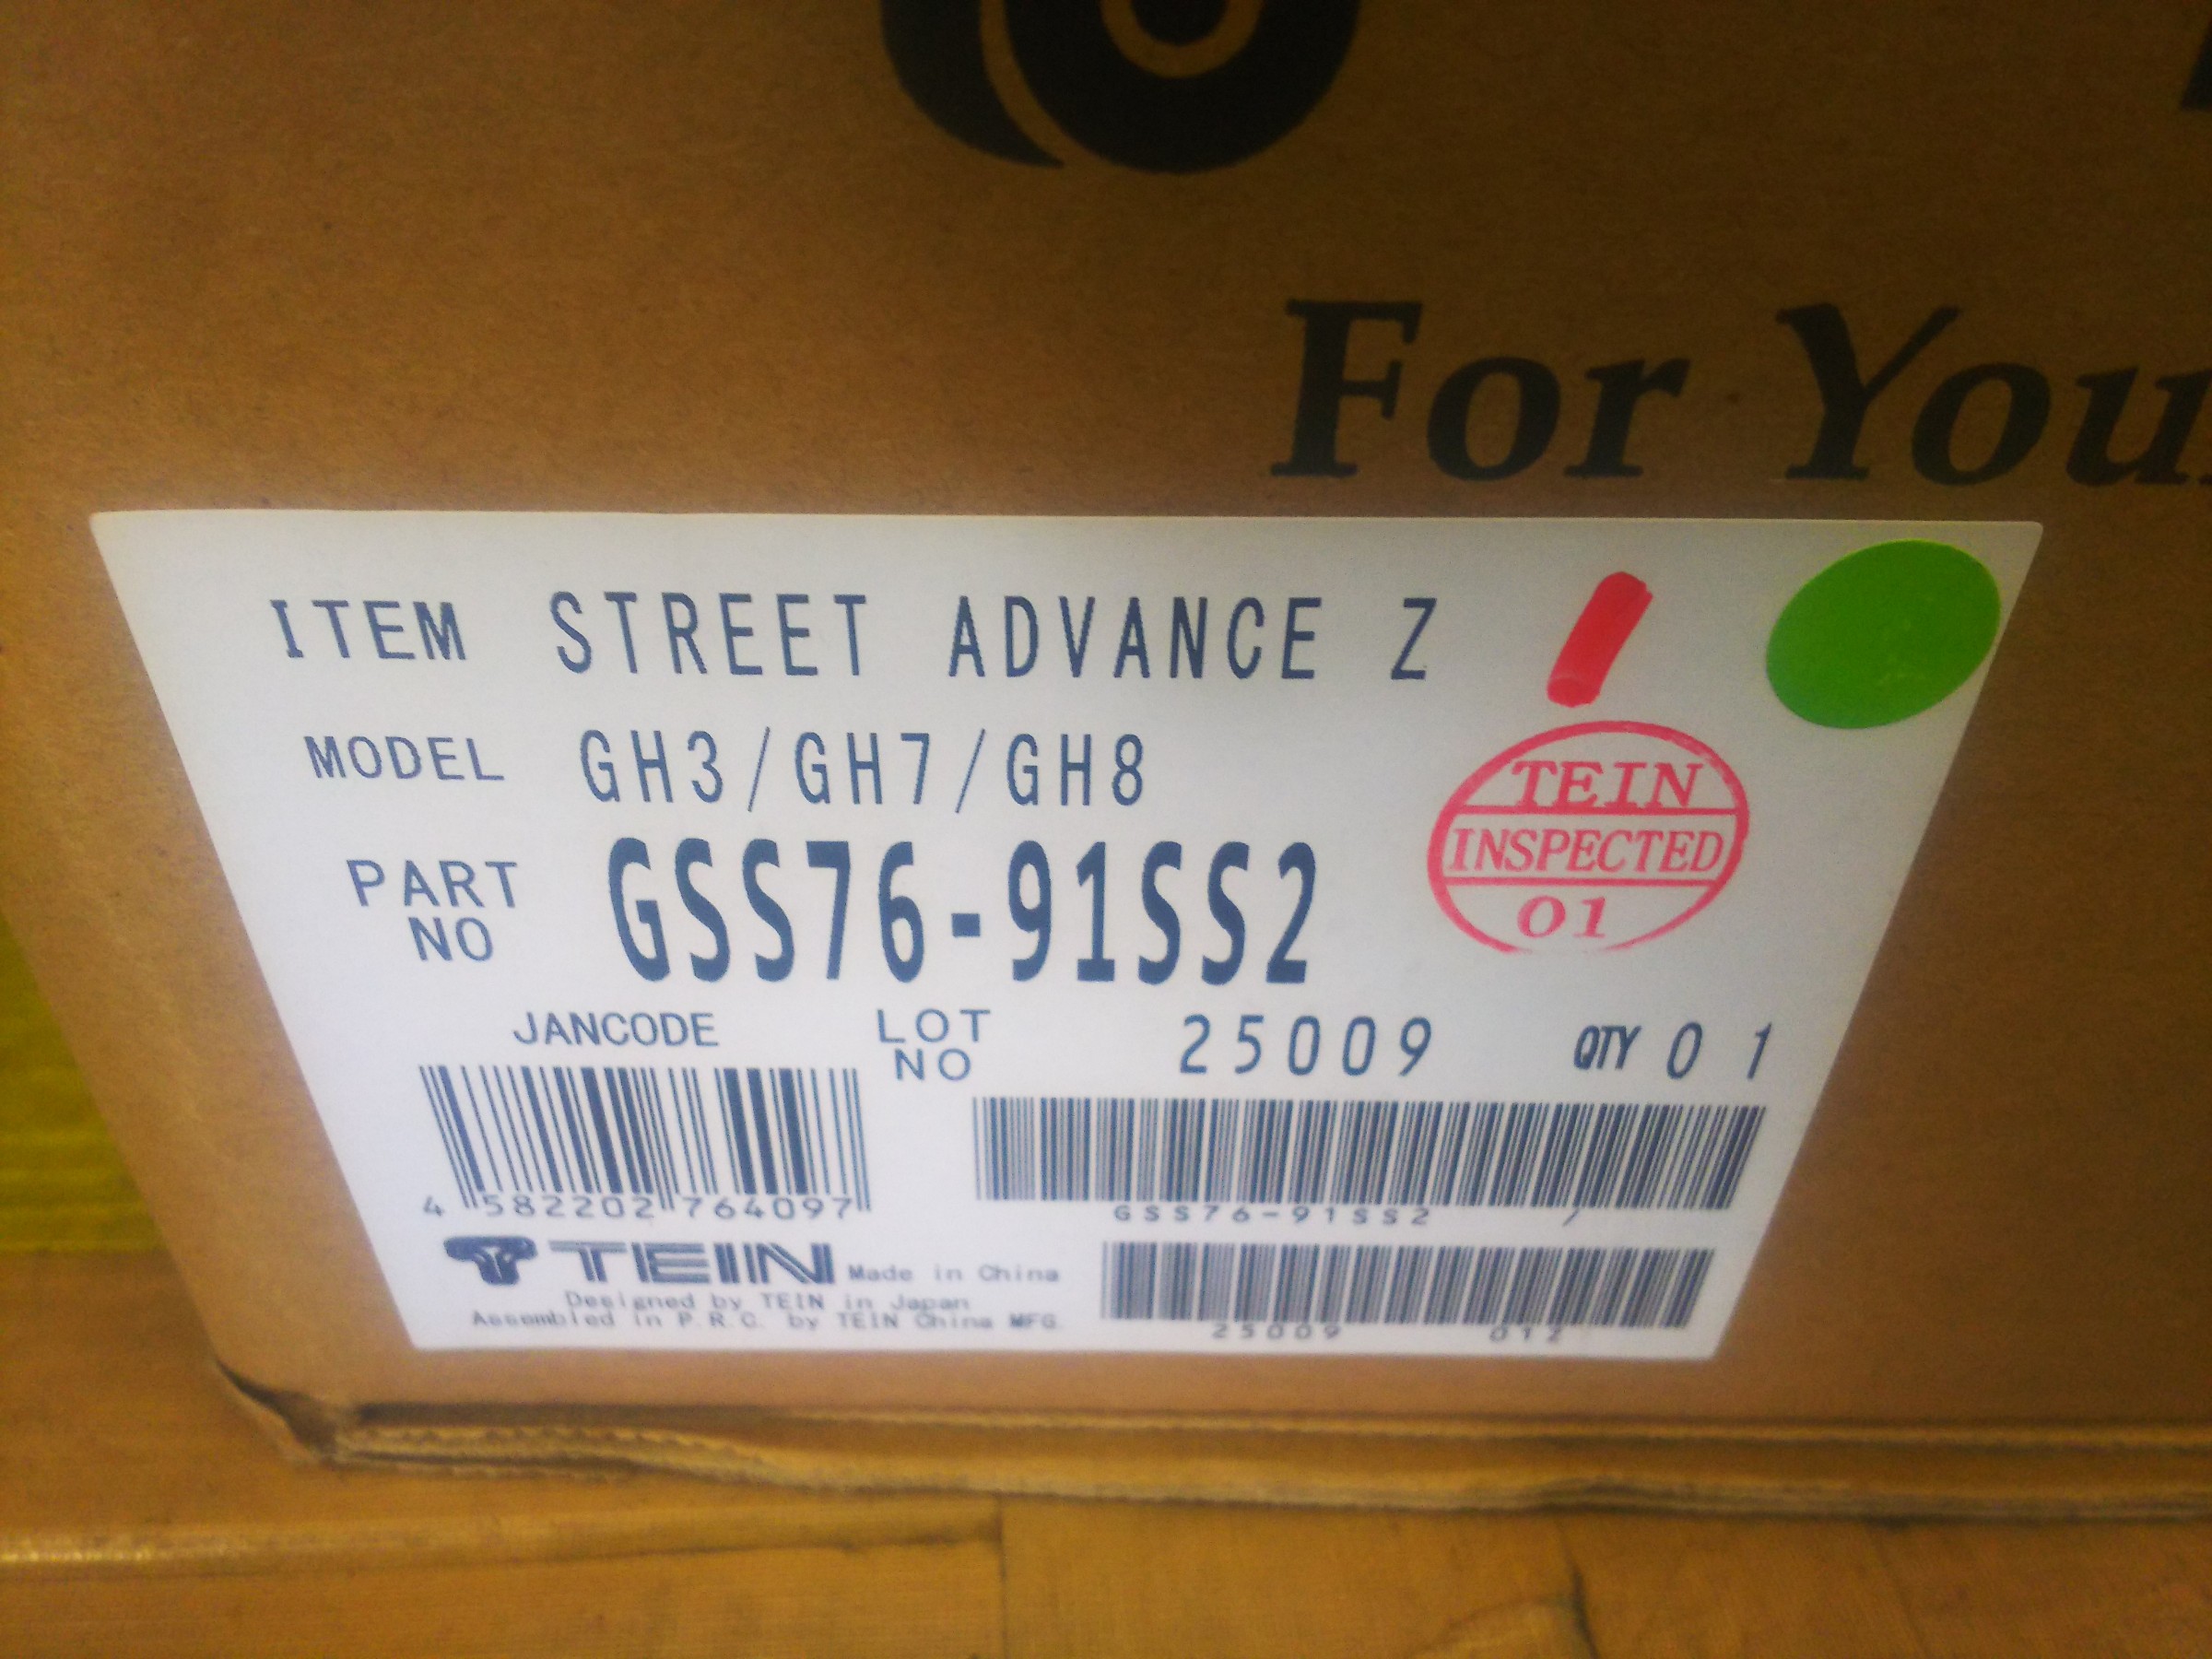 For You
ITEM STREET ADVANCE Z
MODEL GH3/GH7/GH8
TEIN
INSPECTED
01
PART NO GSS76-91SS2
JANCODE
LOT NO 25009 QTY 01
4 582202 764097
GSS76-91SS2 /
TEIN Made in China
Designed by TEIN in Japan
Assembled in P.R.C. by TEIN China MFG.
25009 012